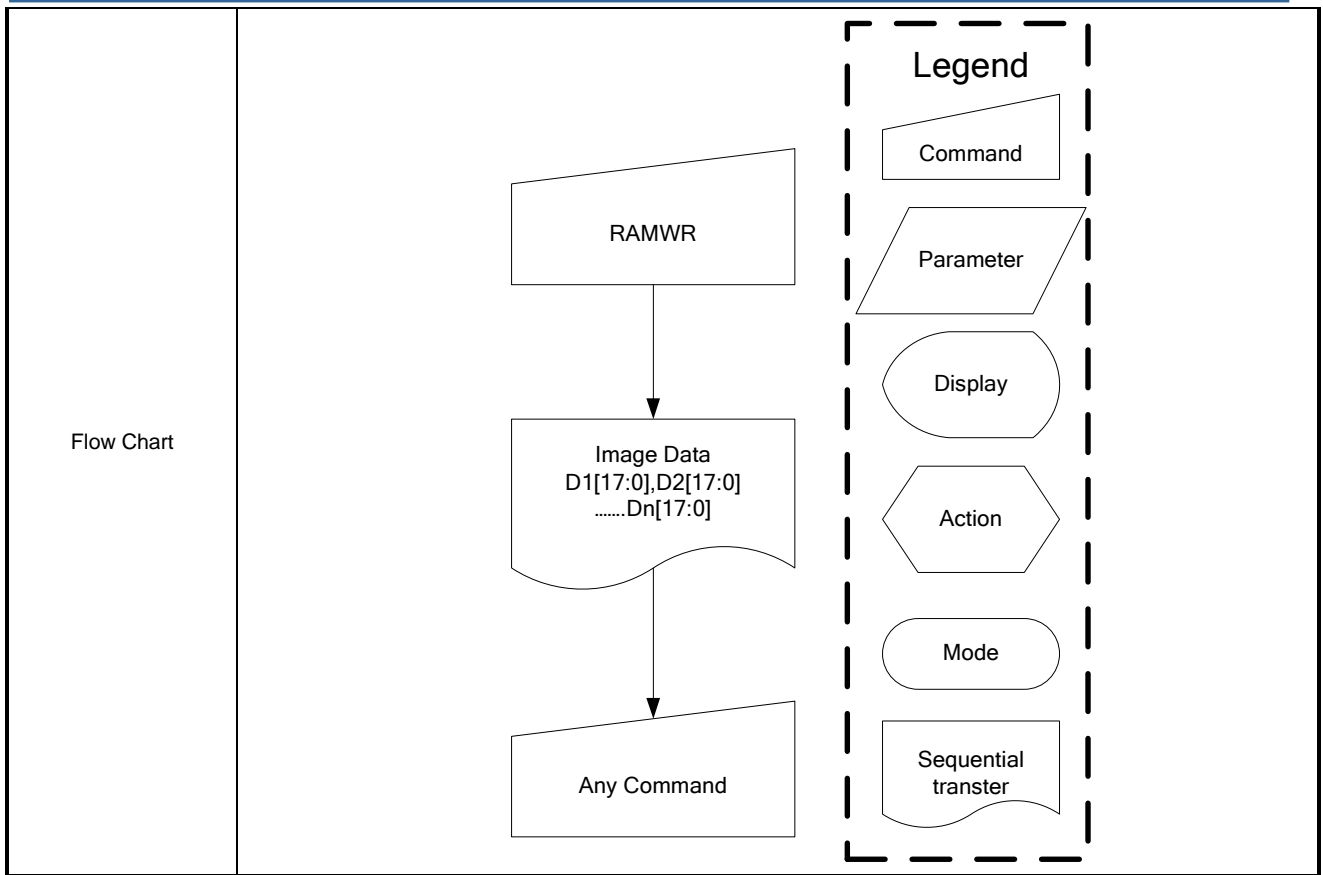 Flow Chart
RAMWR
Image Data
D1[17:0],D2[17:0]
.......Dn[17:0]
Any Command
Legend
Command
Parameter
Display
Action
Mode
Sequential
transter